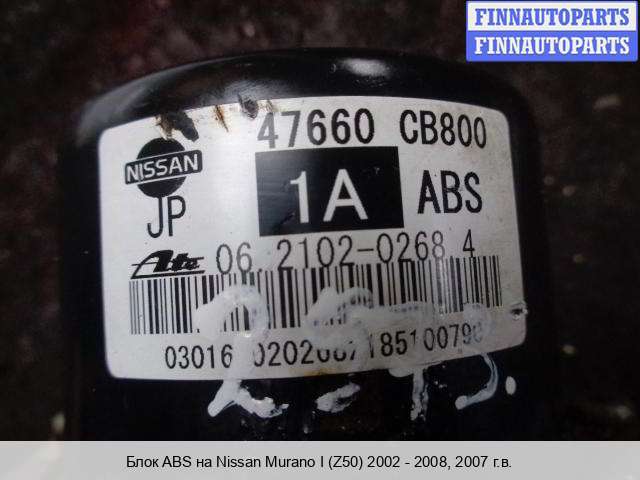 FINNAUTOPARTS
FINNAUTOPARTS
47660 CB800
NISSAN
JP
1A
ABS
Ate
06 2102-0268 4
Блок ABS на Nissan Murano I (Z50) 2002 - 2008, 2007 г.в.